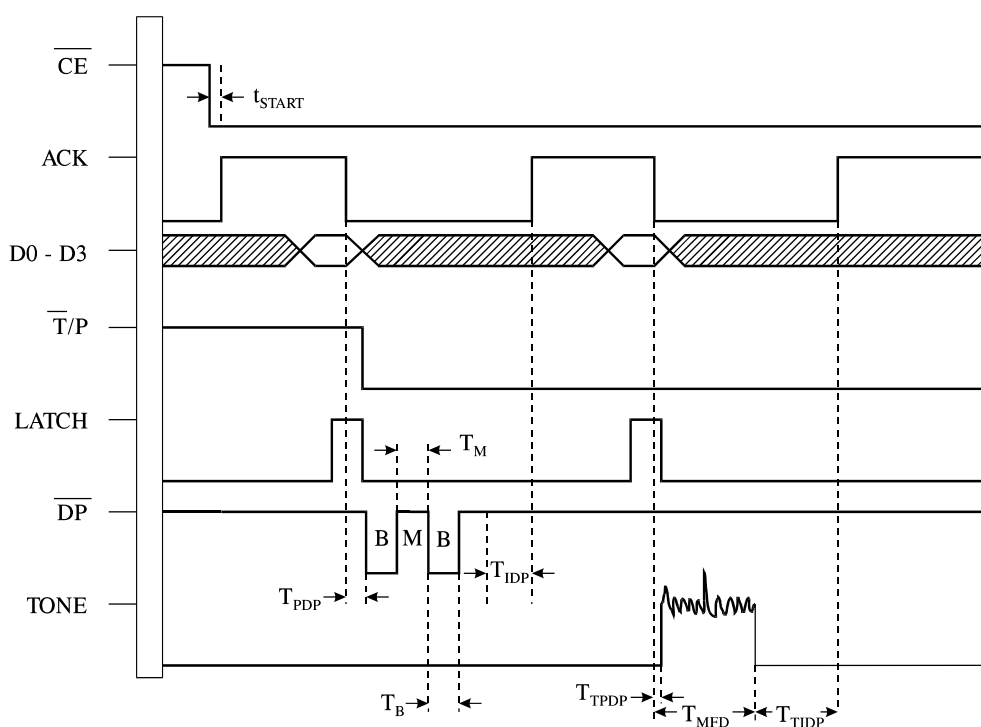 CE
tSTART
ACK
D0 - D3
T/P
LATCH
TM
DP
B M B
TIDP
TPDP
TONE
TB
TTPDP
TMFD
TTIDP